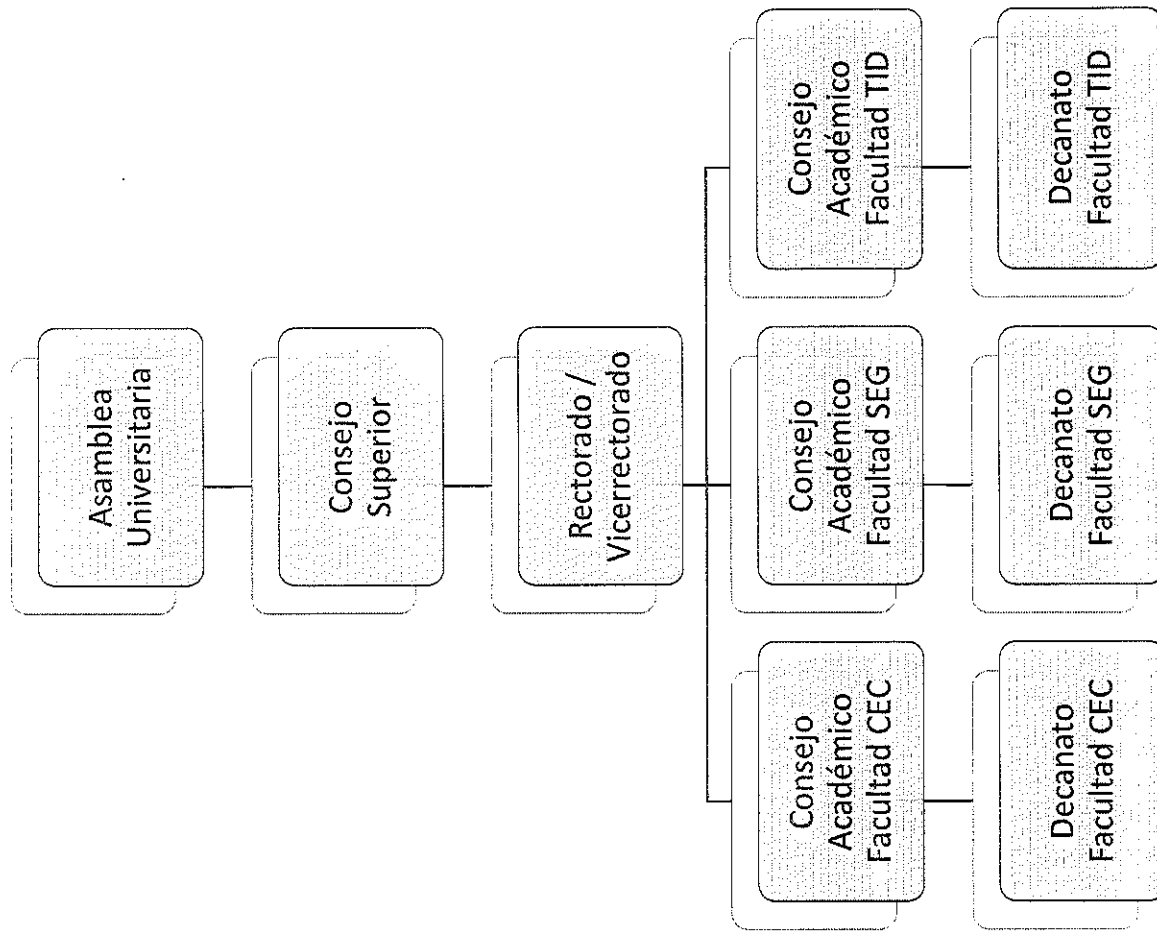 Asamblea
Universitaria
Consejo
Superior
Rectorado /
Vicerrectorado
Consejo
Académico
Facultad CEC
Consejo
Académico
Facultad SEG
Consejo
Académico
Facultad TID
Decanato
Facultad CEC
Decanato
Facultad SEG
Decanato
Facultad TID